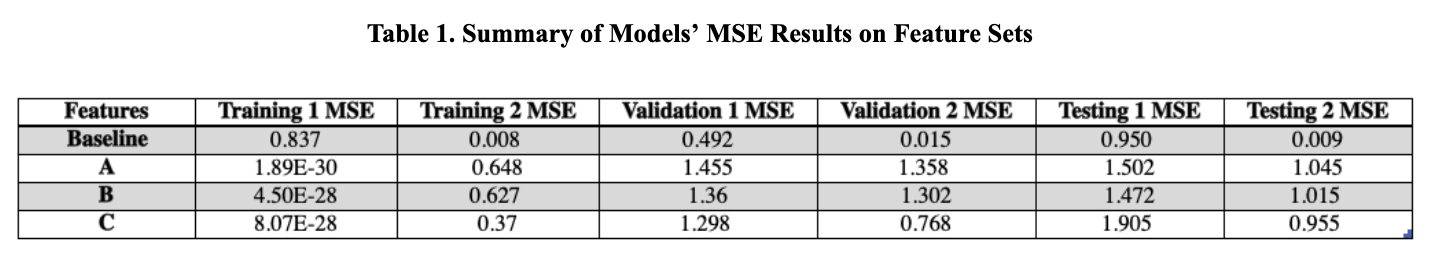 Table 1. Summary of Models’ MSE Results on Feature Sets
Features Training 1 MSE Training 2 MSE Validation 1 MSE Validation 2 MSE Testing 1 MSE Testing 2 MSE
Baseline 0.837 0.008 0.492 0.015 0.950 0.009
A 1.89E-30 0.648 1.455 1.358 1.502 1.045
B 4.50E-28 0.627 1.36 1.302 1.472 1.015
C 8.07E-28 0.37 1.298 0.768 1.905 0.955